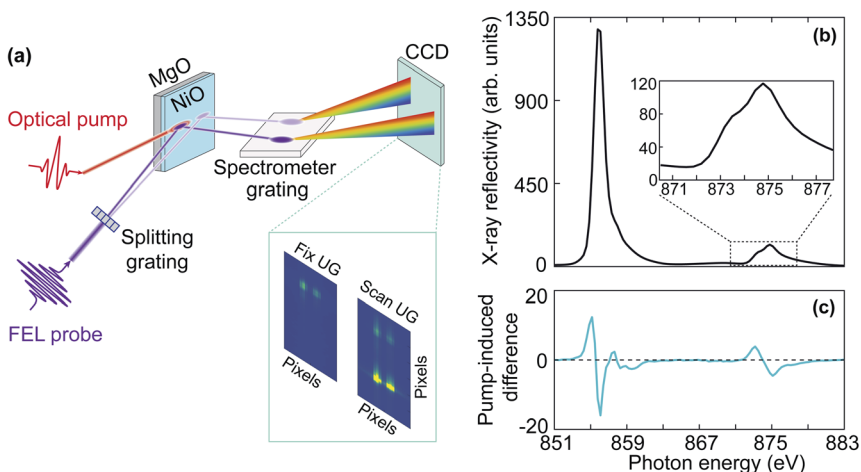 (a)
MgO
NiO
CCD
Optical pump
Spectrometer
grating
Splitting
grating
FEL probe
Fix UG
Scan UG
Pixels
Pixels
Pixels
(b)
X-ray reflectivity (arb. units)
1350
900
450
0
120
80
40
0
871 873 875 877
(c)
Pump-induced
difference
20
0
-20
851 859 867 875 883
Photon energy (eV)